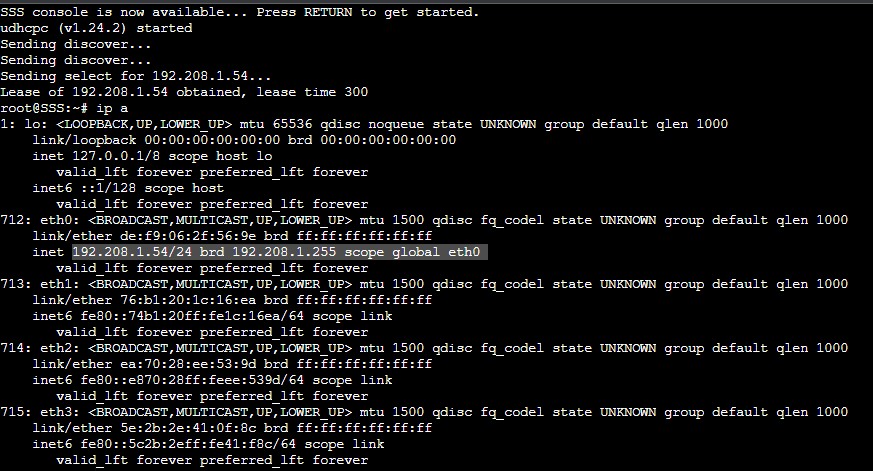 SSS console is now available... Press RETURN to get started.
udhcpc (v1.24.2) started
Sending discover...
Sending discover...
Sending select for 192.208.1.54...
Lease of 192.208.1.54 obtained, lease time 300
root@SSS:~# ip a
1: lo: <LOOPBACK,UP,LOWER_UP> mtu 65536 qdisc noqueue state UNKNOWN group default qlen 1000
    link/loopback 00:00:00:00:00:00 brd 00:00:00:00:00:00
    inet 127.0.0.1/8 scope host lo
       valid_lft forever preferred_lft forever
    inet6 ::1/128 scope host
       valid_lft forever preferred_lft forever
712: eth0: <BROADCAST,MULTICAST,UP,LOWER_UP> mtu 1500 qdisc fq_codel state UNKNOWN group default qlen 1000
    link/ether de:f9:06:2f:56:9e brd ff:ff:ff:ff:ff:ff
    inet 192.208.1.54/24 brd 192.208.1.255 scope global eth0
       valid_lft forever preferred_lft forever
713: eth1: <BROADCAST,MULTICAST,UP,LOWER_UP> mtu 1500 qdisc fq_codel state UNKNOWN group default qlen 1000
    link/ether 76:b1:20:1c:16:ea brd ff:ff:ff:ff:ff:ff
    inet6 fe80::74b1:20ff:fe1c:16ea/64 scope link
       valid_lft forever preferred_lft forever
714: eth2: <BROADCAST,MULTICAST,UP,LOWER_UP> mtu 1500 qdisc fq_codel state UNKNOWN group default qlen 1000
    link/ether ea:70:28:ee:53:9d brd ff:ff:ff:ff:ff:ff
    inet6 fe80::e870:28ff:feee:539d/64 scope link
       valid_lft forever preferred_lft forever
715: eth3: <BROADCAST,MULTICAST,UP,LOWER_UP> mtu 1500 qdisc fq_codel state UNKNOWN group default qlen 1000
    link/ether 5e:2b:2e:41:0f:8c brd ff:ff:ff:ff:ff:ff
    inet6 fe80::5c2b:2eff:fe41:f8c/64 scope link
       valid_lft forever preferred_lft forever